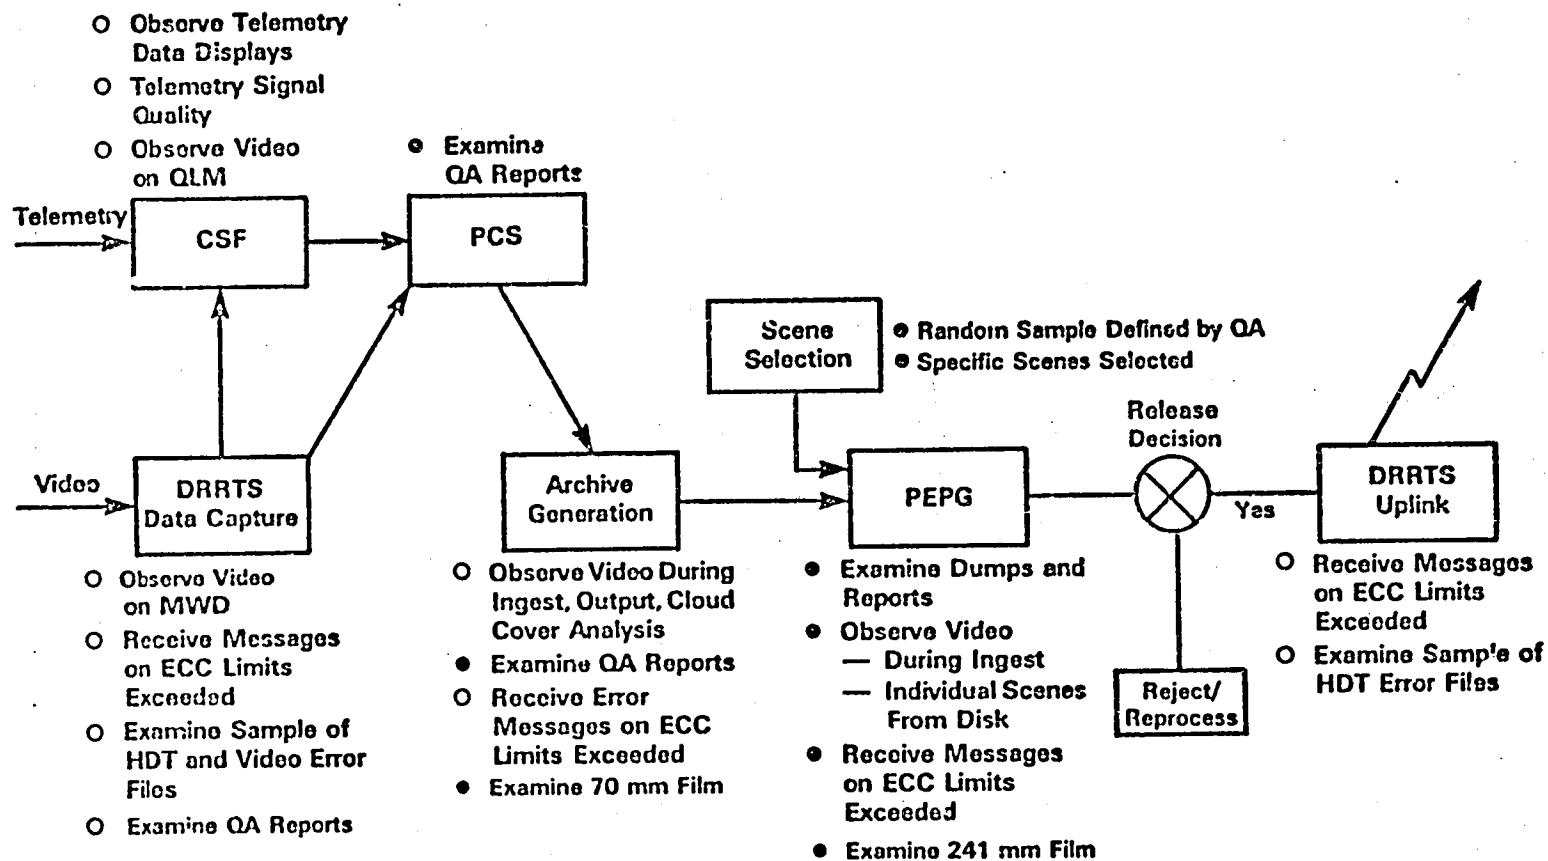 ○ Observe Telemetry
Data Displays
○ Telemetry Signal
Quality
○ Observe Video
on QLM
● Examine
QA Reports
Telemetry
CSF
PCS
Scene
Selection
● Random Sample Defined by QA
● Specific Scenes Selected
Release
Decision
Video
DRRTS
Data Capture
Archive
Generation
PEPG
Yes
DRRTS
Uplink
○ Observe Video
on MWD
○ Receive Messages
on ECC Limits
Exceeded
○ Examine Sample of
HDT and Video Error
Files
○ Examine QA Reports
○ Observe Video During
Ingest, Output, Cloud
Cover Analysis
● Examine QA Reports
○ Receive Error
Messages on ECC
Limits Exceeded
● Examine 70 mm Film
● Examine Dumps and
Reports
● Observe Video
— During Ingest
— Individual Scenes
From Disk
● Receive Messages
on ECC Limits
Exceeded
● Examine 241 mm Film
Reject/
Reprocess
○ Receive Messages
on ECC Limits
Exceeded
○ Examine Sample of
HDT Error Files